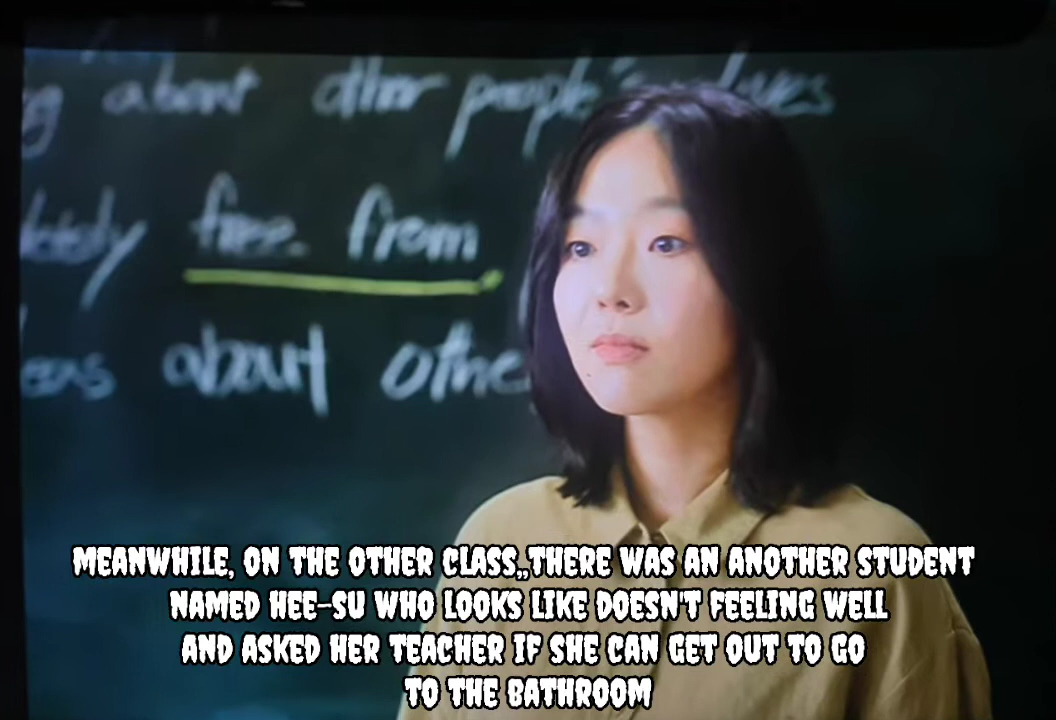 about other people's
free from
about othe
MEANWHILE, ON THE OTHER CLASS,,THERE WAS AN ANOTHER STUDENT
NAMED HEE-SU WHO LOOKS LIKE DOESN'T FEELING WELL
AND ASKED HER TEACHER IF SHE CAN GET OUT TO GO
TO THE BATHROOM